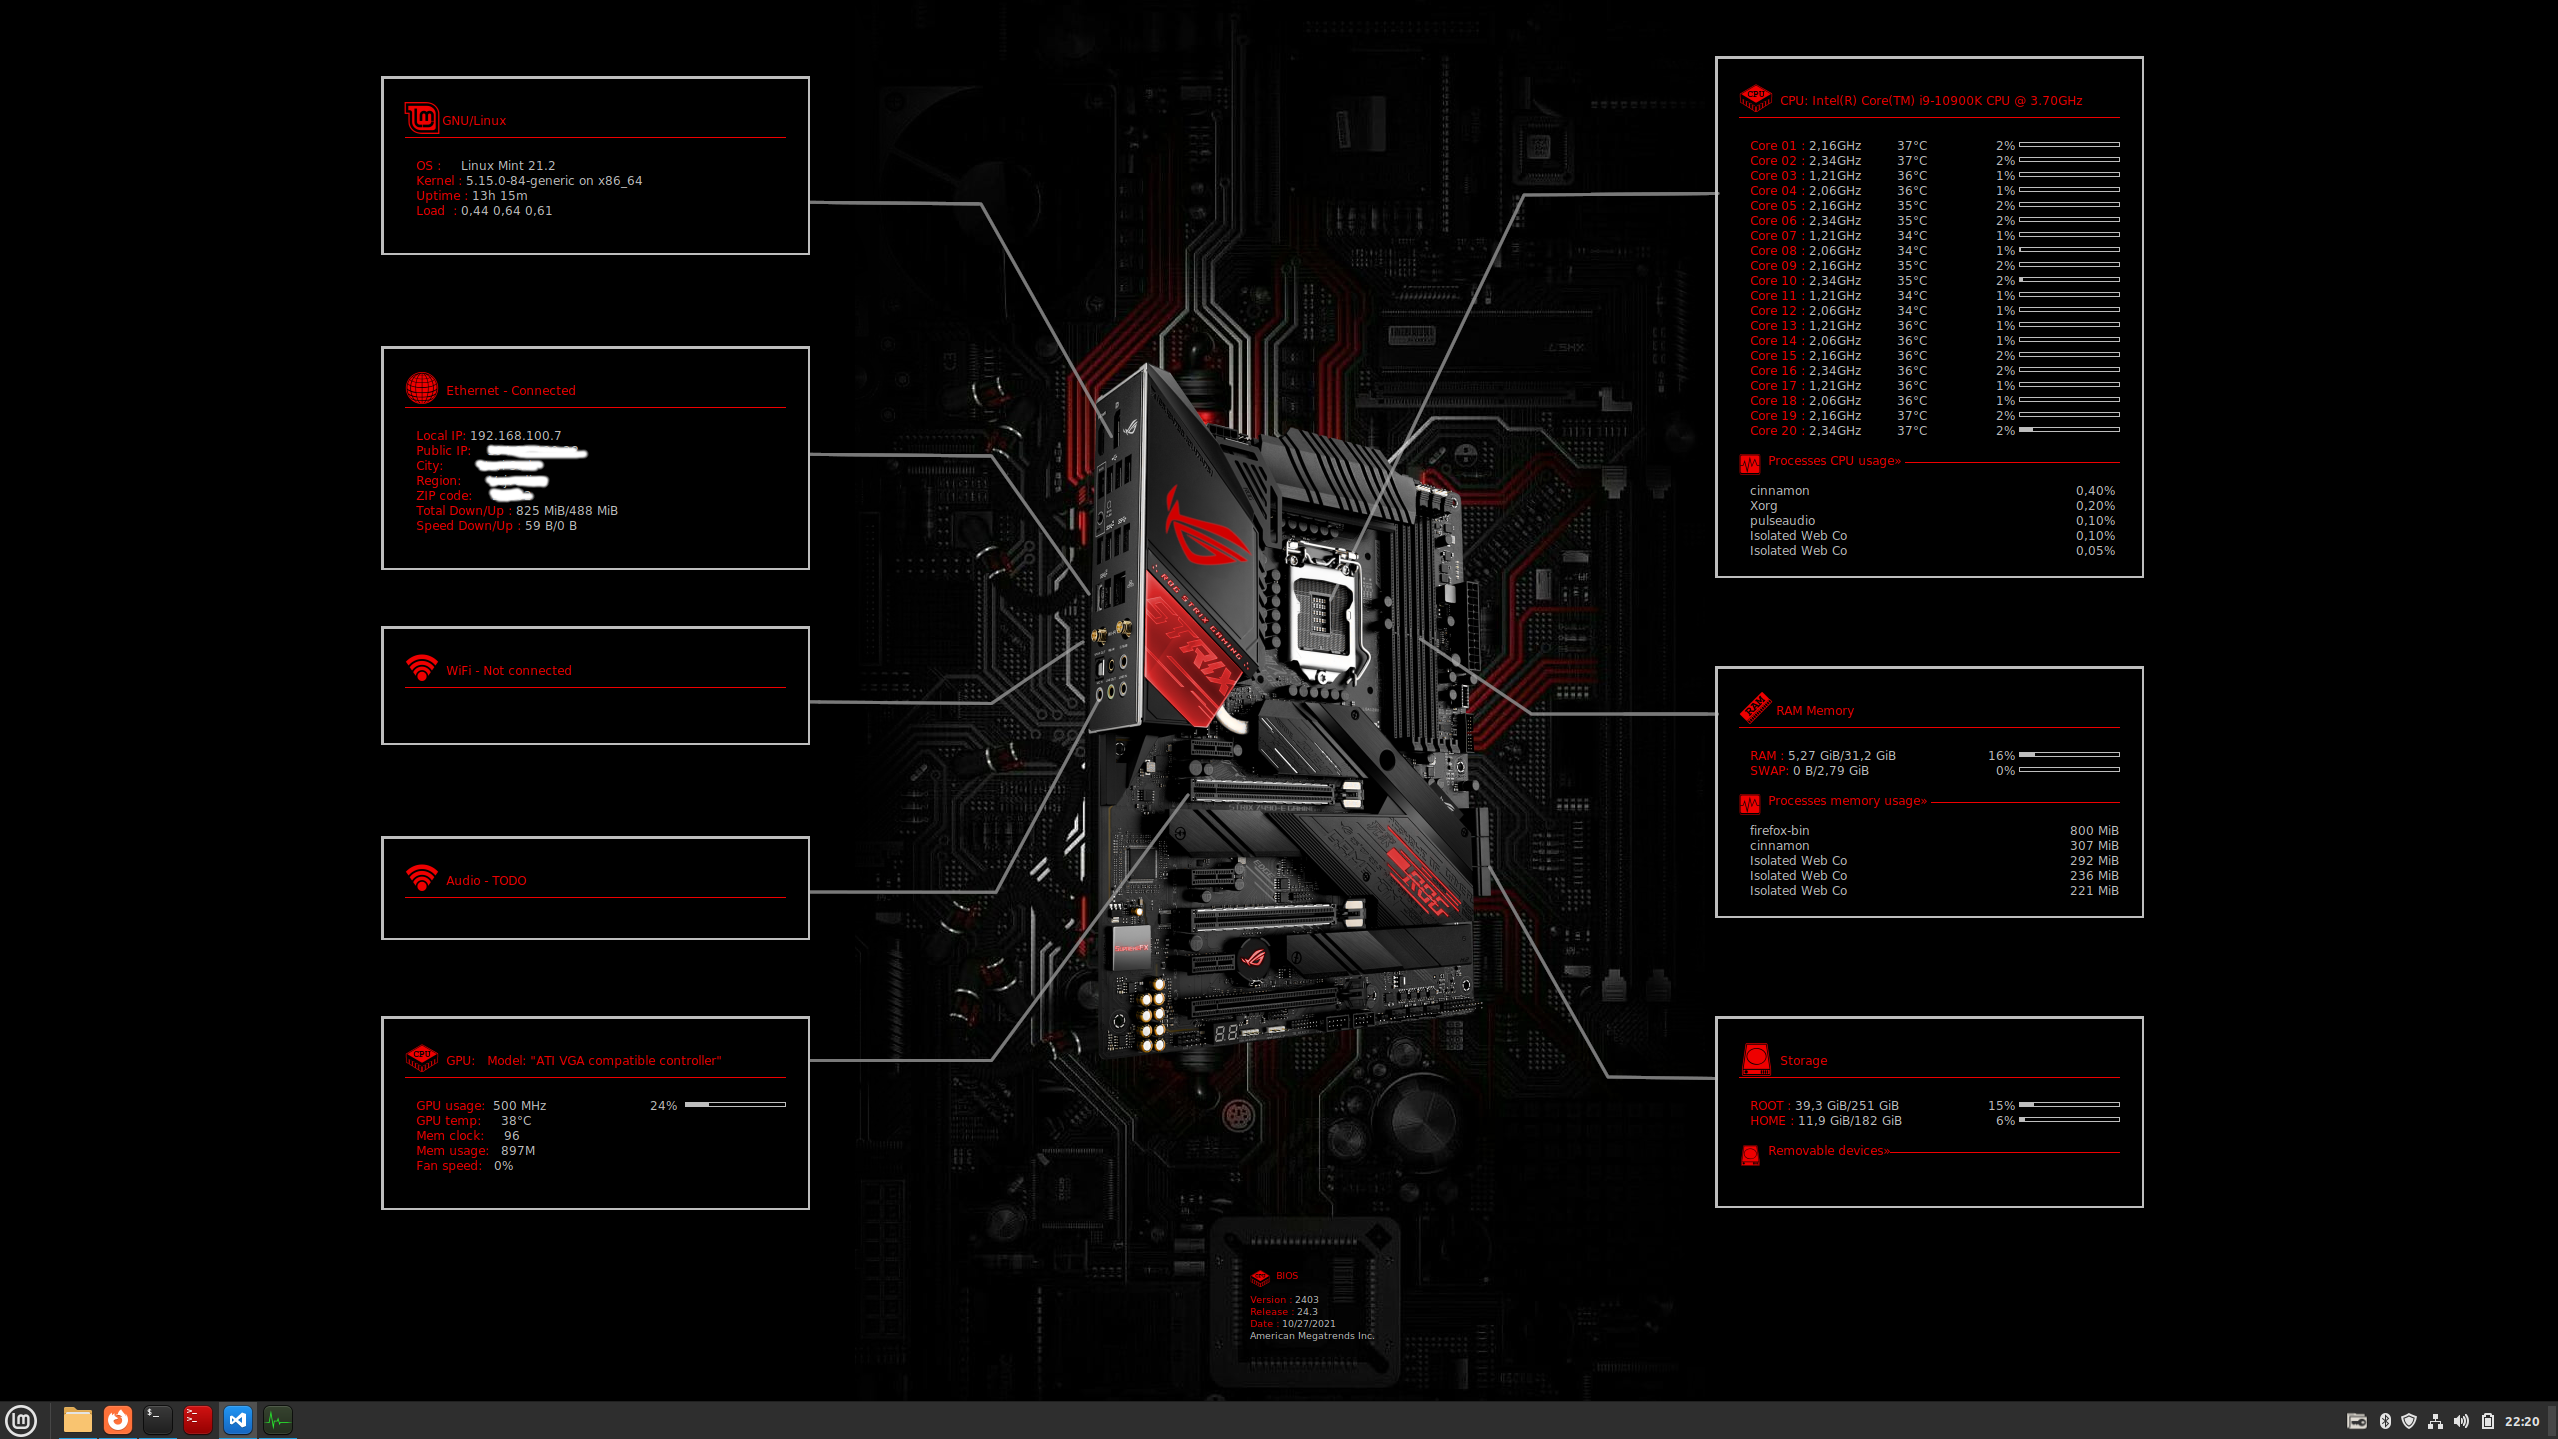 GNU/Linux
OS : Linux Mint 21.2
Kernel : 5.15.0-84-generic on x86_64
Uptime : 13h 15m
Load : 0,44 0,64 0,61
Ethernet - Connected
Local IP: 192.168.100.7
Public IP:
City:
Region:
ZIP code:
Total Down/Up : 825 MiB/488 MiB
Speed Down/Up : 59 B/0 B
WiFi - Not connected
Audio - TODO
GPU: Model: "ATI VGA compatible controller"
GPU usage: 500 MHz 24%
GPU temp: 38°C
Mem clock: 96
Mem usage: 897M
Fan speed: 0%
ROG STRIX GAMING
STRIX
CPU: Intel(R) Core(TM) i9-10900K CPU @ 3.70GHz
Core 01 : 2,16GHz 37°C 2%
Core 02 : 2,34GHz 37°C 2%
Core 03 : 1,21GHz 36°C 1%
Core 04 : 2,06GHz 36°C 1%
Core 05 : 2,16GHz 35°C 2%
Core 06 : 2,34GHz 35°C 2%
Core 07 : 1,21GHz 34°C 1%
Core 08 : 2,06GHz 34°C 1%
Core 09 : 2,16GHz 35°C 2%
Core 10 : 2,34GHz 35°C 2%
Core 11 : 1,21GHz 34°C 1%
Core 12 : 2,06GHz 34°C 1%
Core 13 : 1,21GHz 36°C 1%
Core 14 : 2,06GHz 36°C 1%
Core 15 : 2,16GHz 36°C 2%
Core 16 : 2,34GHz 36°C 2%
Core 17 : 1,21GHz 36°C 1%
Core 18 : 2,06GHz 36°C 1%
Core 19 : 2,16GHz 37°C 2%
Core 20 : 2,34GHz 37°C 2%
Processes CPU usage»
cinnamon 0,40%
Xorg 0,20%
pulseaudio 0,10%
Isolated Web Co 0,10%
Isolated Web Co 0,05%
RAM Memory
RAM : 5,27 GiB/31,2 GiB 16%
SWAP: 0 B/2,79 GiB 0%
Processes memory usage»
firefox-bin 800 MiB
cinnamon 307 MiB
Isolated Web Co 292 MiB
Isolated Web Co 236 MiB
Isolated Web Co 221 MiB
Storage
ROOT : 39,3 GiB/251 GiB 15%
HOME : 11,9 GiB/182 GiB 6%
Removable devices»
BIOS
Version : 2403
Release : 24.3
Date : 10/27/2021
American Megatrends Inc.
22:20